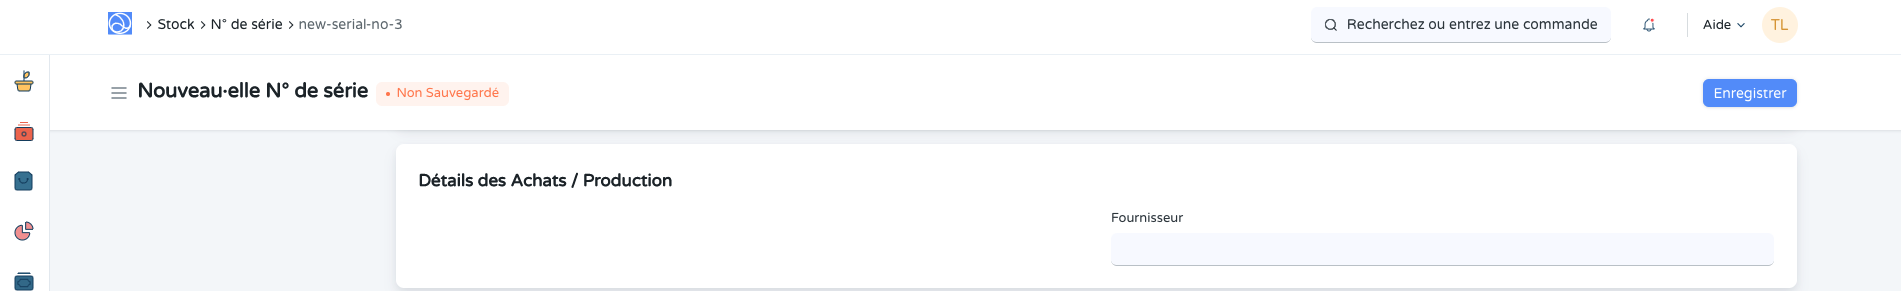 Stock > N° de série > new-serial-no-3
Recherchez ou entrez une commande
Aide
TL
Nouveau·elle N° de série
Non Sauvegardé
Enregistrer
Détails des Achats / Production
Fournisseur